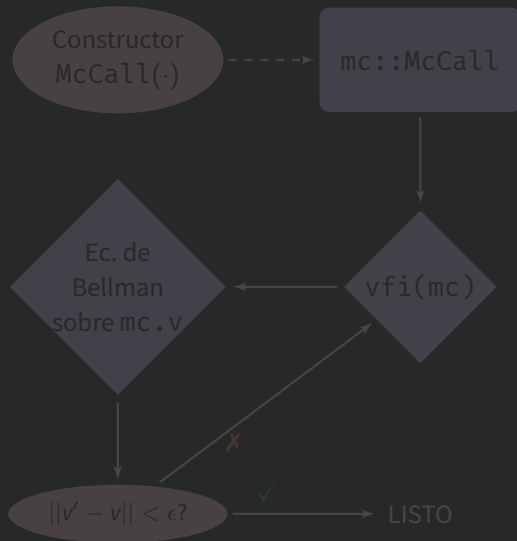 Constructor
McCall(·)
mc::McCall
Ec. de
Bellman
sobre mc.v
vfi(mc)
✗
✓
||v′ − v|| < ϵ?
LISTO